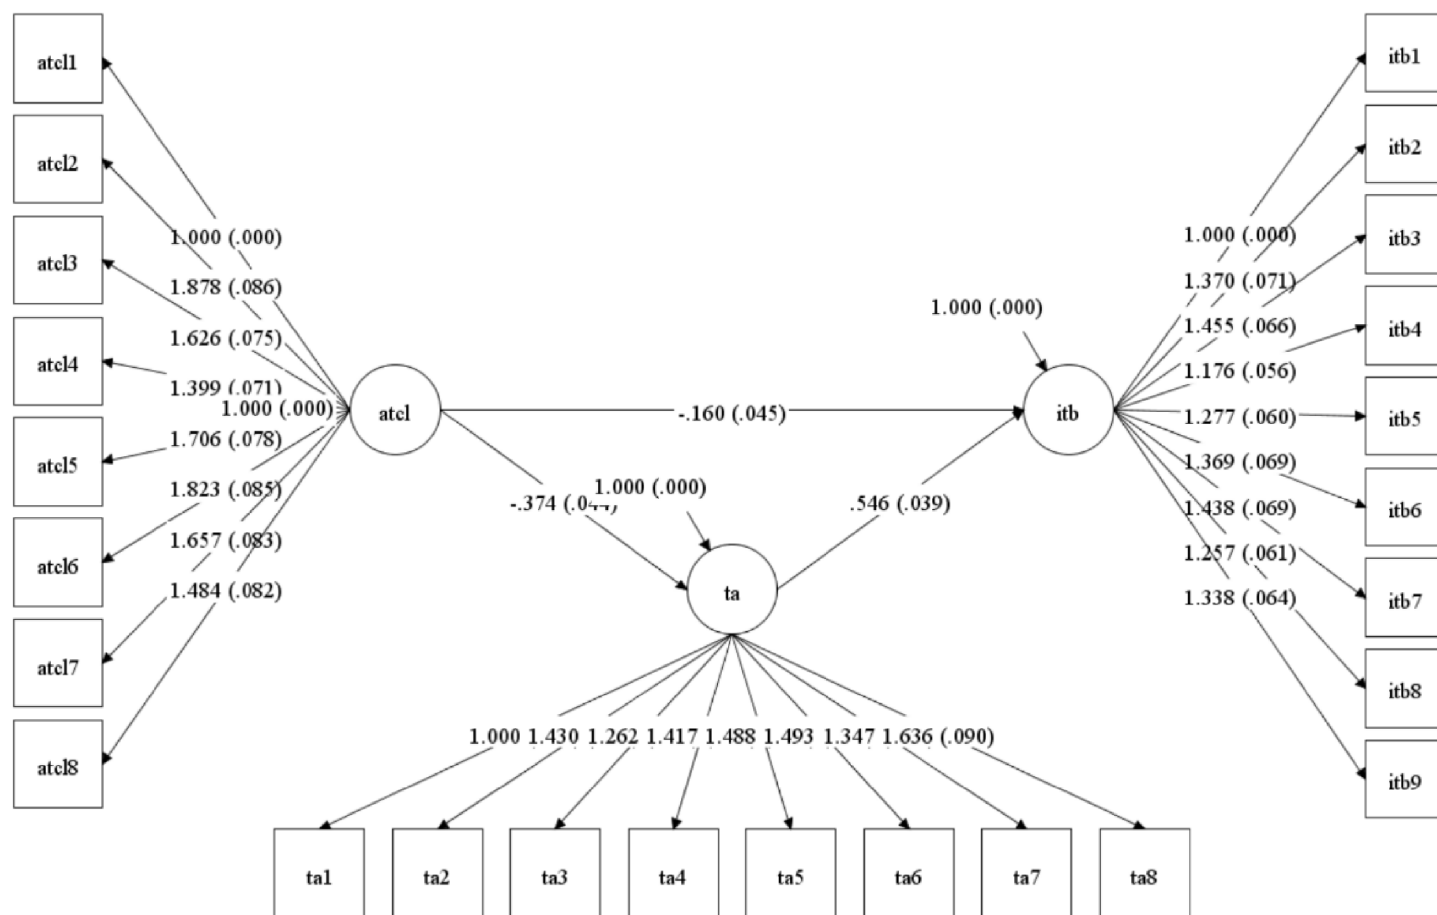 atcl1
atcl2
atcl3
atcl4
atcl5
atcl6
atcl7
atcl8
1.000 (.000)
1.878 (.086)
1.626 (.075)
1.399 (.071)
1.000 (.000)
1.706 (.078)
1.823 (.085)
1.657 (.083)
1.484 (.082)
atcl
-.160 (.045)
-.374 (.044)
1.000 (.000)
ta
.546 (.039)
1.000 (.000)
itb
1.000 (.000)
1.370 (.071)
1.455 (.066)
1.176 (.056)
1.277 (.060)
1.369 (.069)
1.438 (.069)
1.257 (.061)
1.338 (.064)
itb1
itb2
itb3
itb4
itb5
itb6
itb7
itb8
itb9
1.000 1.430 1.262 1.417 1.488 1.493 1.347 1.636 (.090)
ta1 ta2 ta3 ta4 ta5 ta6 ta7 ta8